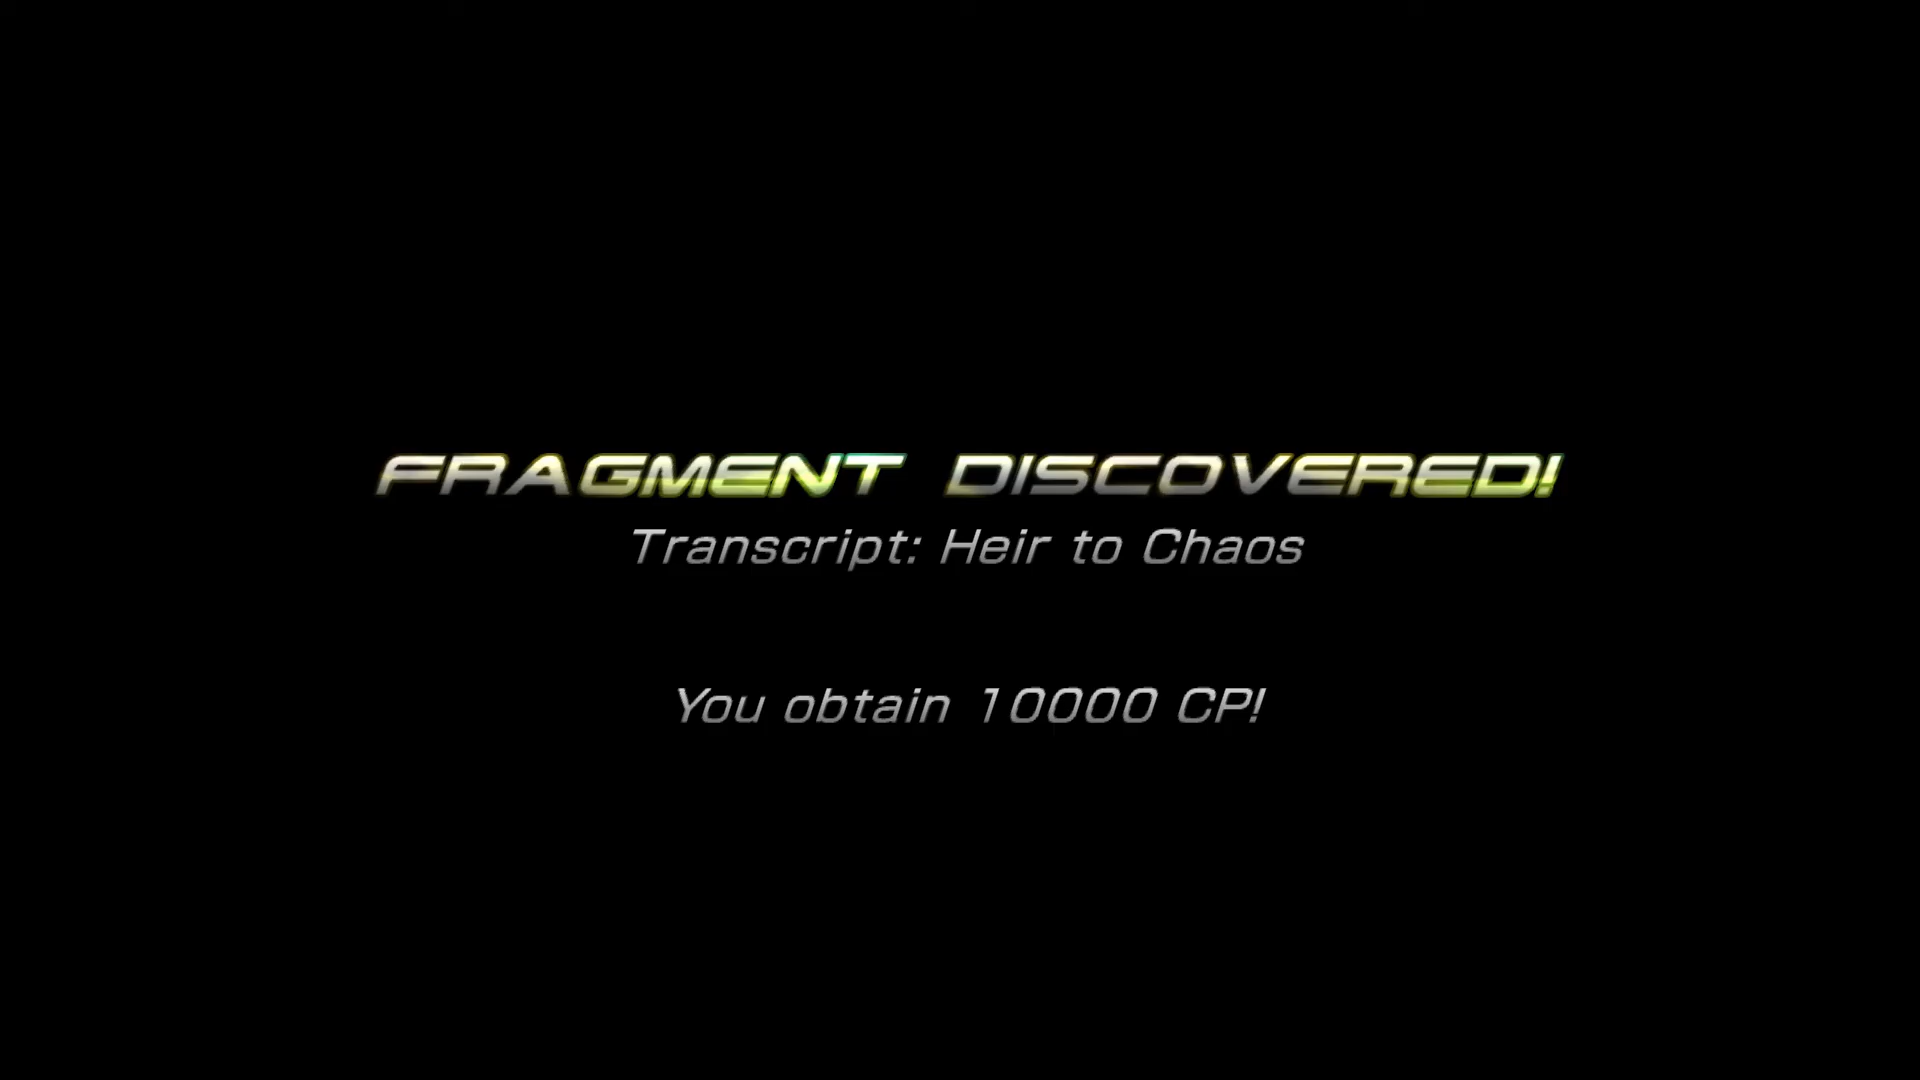 FRAGMENT DISCOVERED!
Transcript: Heir to Chaos
You obtain 10000 CP!